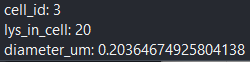 cell_id: 3
lys_in_cell: 20
diameter_um: 0.20364674925804138